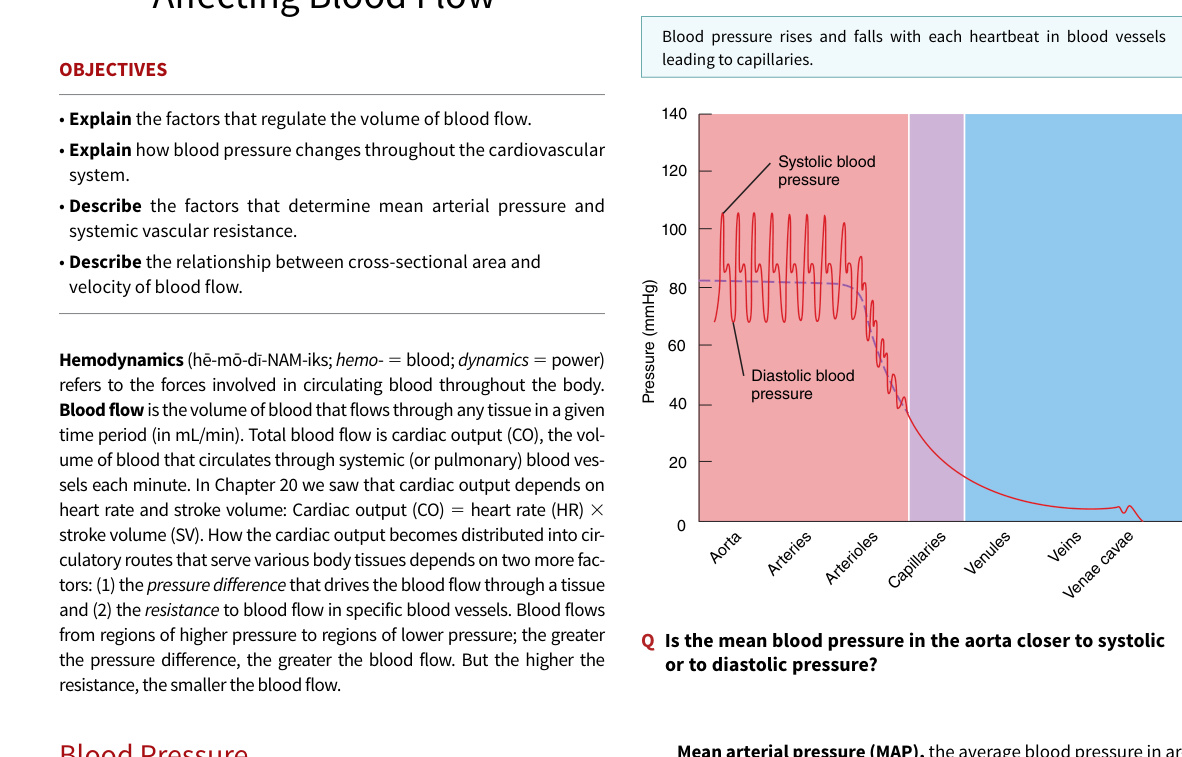 Affecting Blood Flow
OBJECTIVES
• Explain the factors that regulate the volume of blood flow.
• Explain how blood pressure changes throughout the cardiovascular
system.
• Describe the factors that determine mean arterial pressure and
systemic vascular resistance.
• Describe the relationship between cross-sectional area and
velocity of blood flow.
Hemodynamics (hē-mō-dī-NAM-iks; hemo- = blood; dynamics = power)
refers to the forces involved in circulating blood throughout the body.
Blood flow is the volume of blood that flows through any tissue in a given
time period (in mL/min). Total blood flow is cardiac output (CO), the vol-
ume of blood that circulates through systemic (or pulmonary) blood ves-
sels each minute. In Chapter 20 we saw that cardiac output depends on
heart rate and stroke volume: Cardiac output (CO) = heart rate (HR) ×
stroke volume (SV). How the cardiac output becomes distributed into cir-
culatory routes that serve various body tissues depends on two more fac-
tors: (1) the pressure difference that drives the blood flow through a tissue
and (2) the resistance to blood flow in specific blood vessels. Blood flows
from regions of higher pressure to regions of lower pressure; the greater
the pressure difference, the greater the blood flow. But the higher the
resistance, the smaller the blood flow.
Blood Pressure
Blood pressure rises and falls with each heartbeat in blood vessels
leading to capillaries.
140
120
100
80
60
40
20
0
Pressure (mmHg)
Systolic blood
pressure
Diastolic blood
pressure
Aorta
Arteries
Arterioles
Capillaries
Venules
Veins
Venae cavae
Q Is the mean blood pressure in the aorta closer to systolic
or to diastolic pressure?
Mean arterial pressure (MAP), the average blood pressure in ar